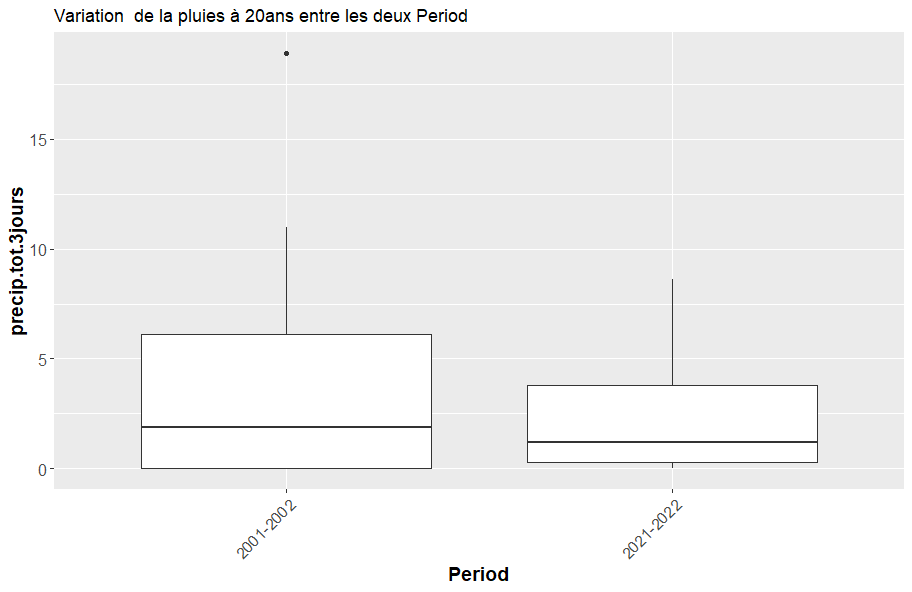 Variation  de la pluies à 20ans entre les deux Period
precip.tot.3jours
15
10
5
0
2001-2002
2021-2022
Period